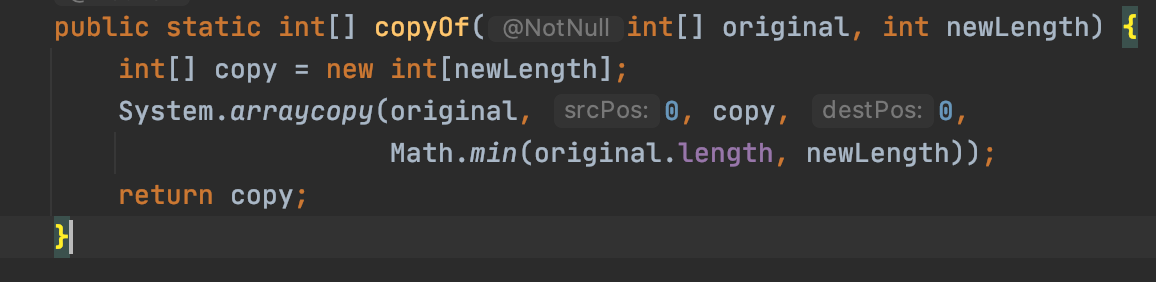 public static int[] copyOf( @NotNull int[] original, int newLength) {
int[] copy = new int[newLength];
System.arraycopy(original, srcPos: 0, copy, destPos: 0,
Math.min(original.length, newLength));
return copy;
}